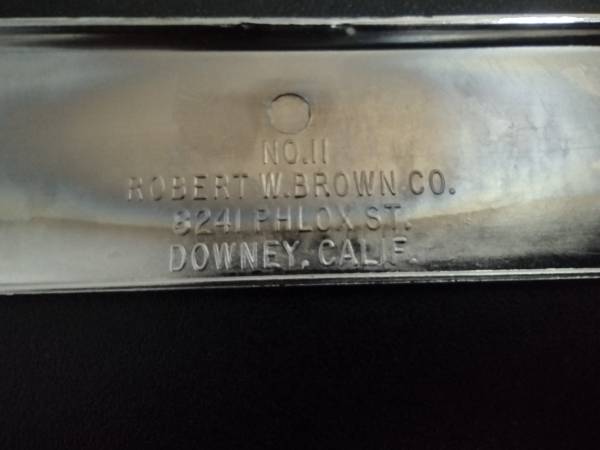 NO.11
ROBERT W.BROWN CO.
8241 PHLOX ST.
DOWNEY, CALIF.